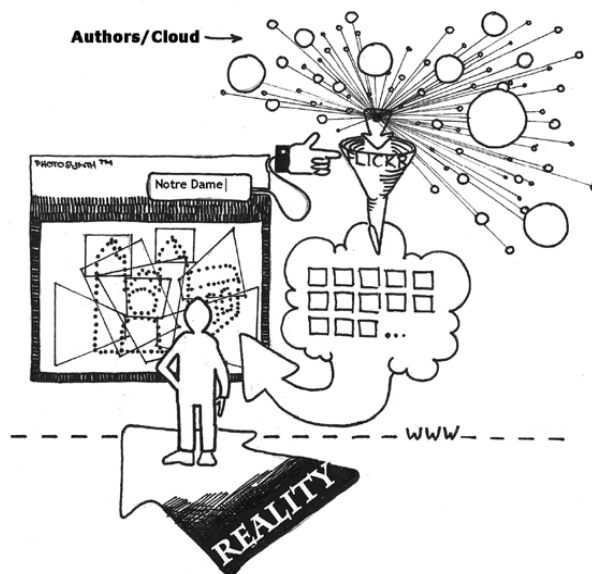 Authors/Cloud
FLICKR
PHOTOSYNTH™
Notre Dame
...
WWW
REALITY